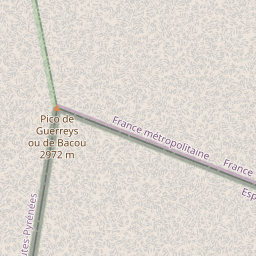 Pico de
Guerreys
ou de Bacou
2972 m
France métropolitaine
France
Esp
utes-Pyrénées